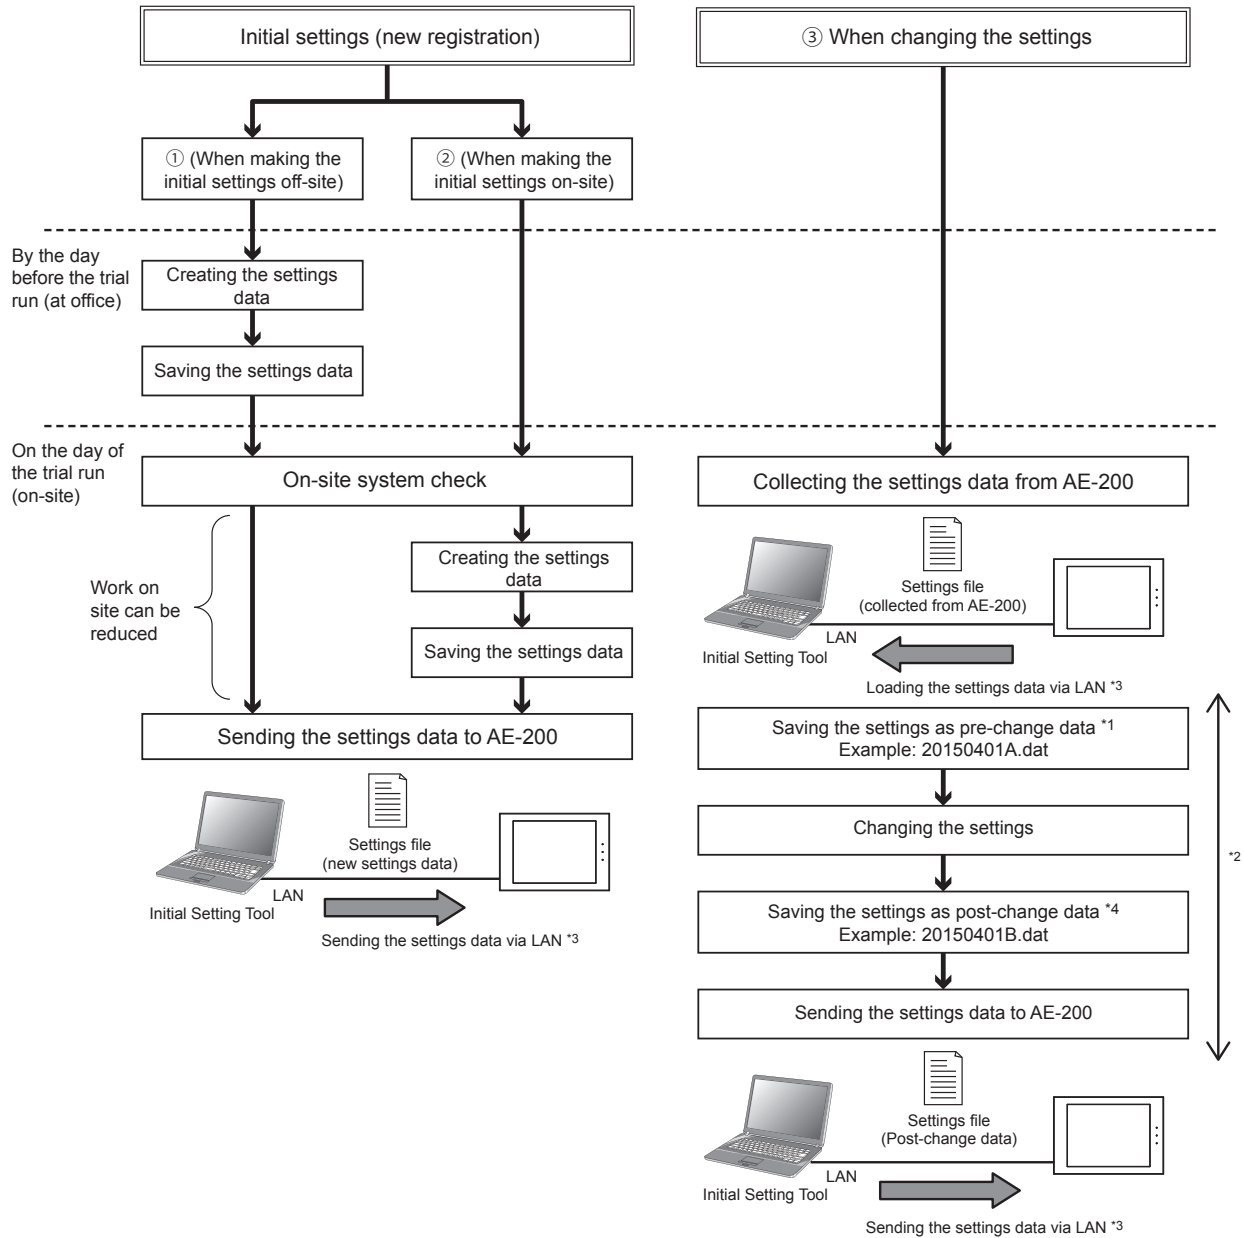 Initial settings (new registration)
① (When making the
initial settings off-site)
② (When making the
initial settings on-site)
③ When changing the settings
By the day
before the trial
run (at office)
Creating the settings
data
Saving the settings data
On the day of
the trial run
(on-site)
On-site system check
Work on
site can be
reduced
Creating the settings
data
Saving the settings data
Sending the settings data to AE-200
Settings file
(new settings data)
LAN
Initial Setting Tool
Sending the settings data via LAN *3
Collecting the settings data from AE-200
Settings file
(collected from AE-200)
LAN
Initial Setting Tool
Loading the settings data via LAN *3
Saving the settings as pre-change data *1
Example: 20150401A.dat
Changing the settings
*2
Saving the settings as post-change data *4
Example: 20150401B.dat
Sending the settings data to AE-200
Settings file
(Post-change data)
LAN
Initial Setting Tool
Sending the settings data via LAN *3